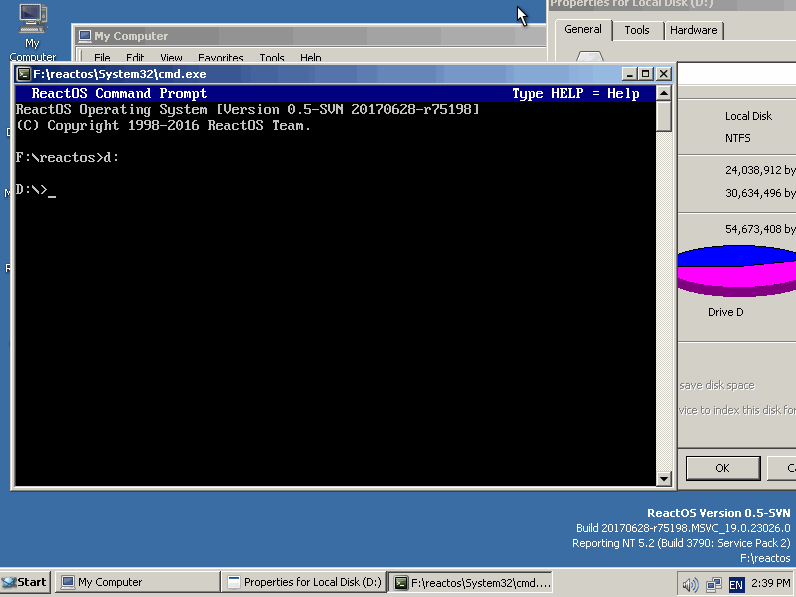 My
Computer
My Computer
File Edit View Favorites Tools Help
Properties for Local Disk (D:)
General Tools Hardware
F:\reactos\System32\cmd.exe
ReactOS Command Prompt Type HELP = Help
ReactOS Operating System [Version 0.5-SVN 20170628-r75198]
(C) Copyright 1998-2016 ReactOS Team.
F:\reactos>d:
D:\>_
Local Disk
NTFS
24,038,912 by
30,634,496 by
54,673,408 by
Drive D
save disk space
vice to index this disk for
OK
ReactOS Version 0.5-SVN
Build 20170628-r75198.MSVC_19.0.23026.0
Reporting NT 5.2 (Build 3790: Service Pack 2)
F:\reactos
Start My Computer Properties for Local Disk (D:) F:\reactos\System32\cmd.... EN 2:39 PM